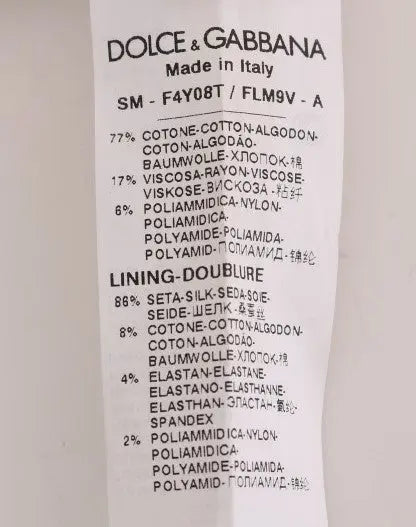 DOLCE & GABBANA
Made in Italy
SM - F4Y08T / FLM9V - A
77% COTONE-COTTON-ALGODON-
COTON-ALGODÃO-
BAUMWOLLE-ХЛОПОК-棉
17% VISCOSA-RAYON-VISCOSE-
VISKOSE-ВИСКОЗА-粘纤
6% POLIAMMIDICA-NYLON-
POLIAMIDICA-
POLYAMIDE-POLIAMIDA-
POLYAMID-ПОЛИАМИД-锦纶
LINING-DOUBLURE
86% SETA-SILK-SEDA-SOIE-
SEIDE-ШЕЛК-桑蚕丝
8% COTONE-COTTON-ALGODON-
COTON-ALGODÃO-
BAUMWOLLE-ХЛОПОК-棉
4% ELASTAN-ELASTANE-
ELASTANO-ELASTHANNE-
ELASTHAN-ЭЛАСТАН-氨纶-
SPANDEX
2% POLIAMMIDICA-NYLON-
POLIAMIDICA-
POLYAMIDE-POLIAMIDA-
POLYAMID-ПОЛИАМИД-锦纶